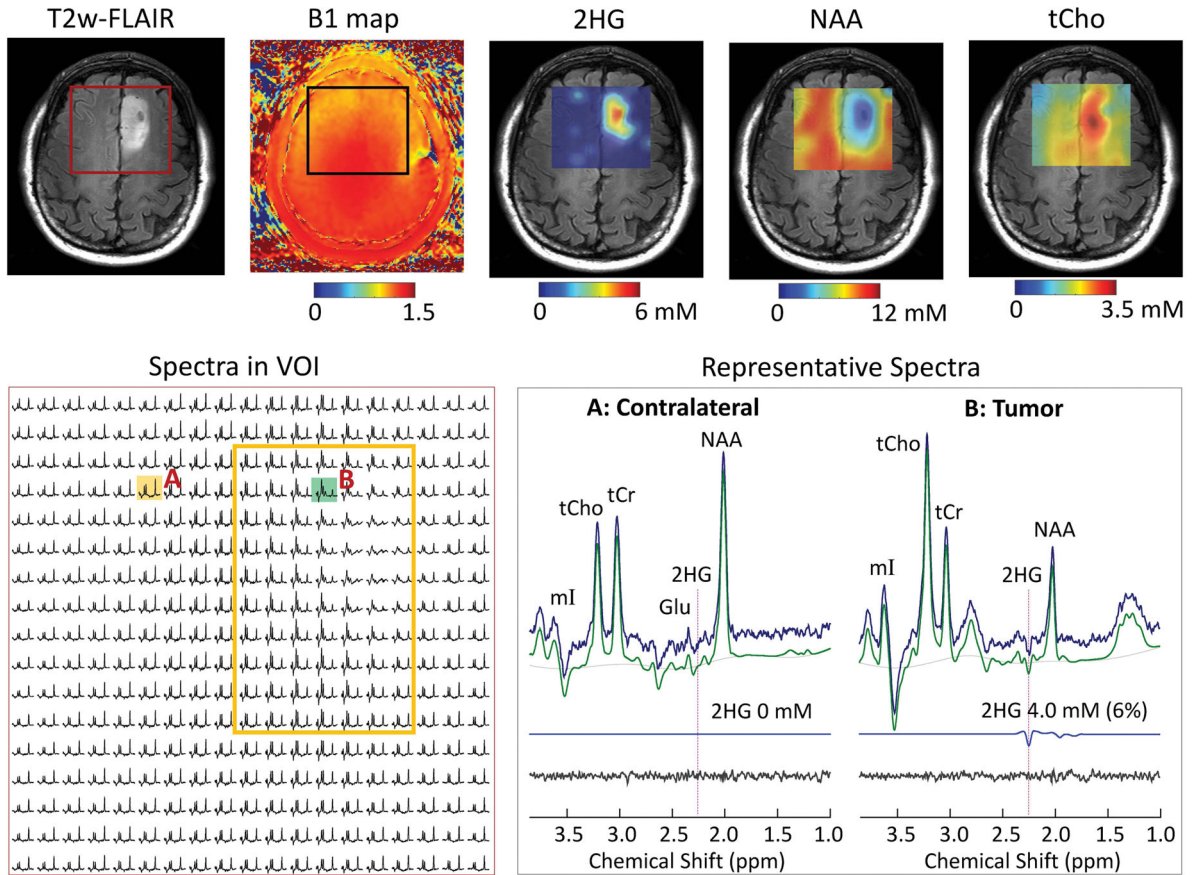 T2w-FLAIR B1 map 2HG NAA tCho
0 1.5 0 6 mM 0 12 mM 0 3.5 mM
Spectra in VOI Representative Spectra
A B
A: Contralateral B: Tumor
NAA
tCho tCr
mI Glu 2HG
2HG 0 mM
tCho
tCr
mI 2HG NAA
2HG 4.0 mM (6%)
3.5 3.0 2.5 2.0 1.5 1.0 3.5 3.0 2.5 2.0 1.5 1.0
Chemical Shift (ppm) Chemical Shift (ppm)